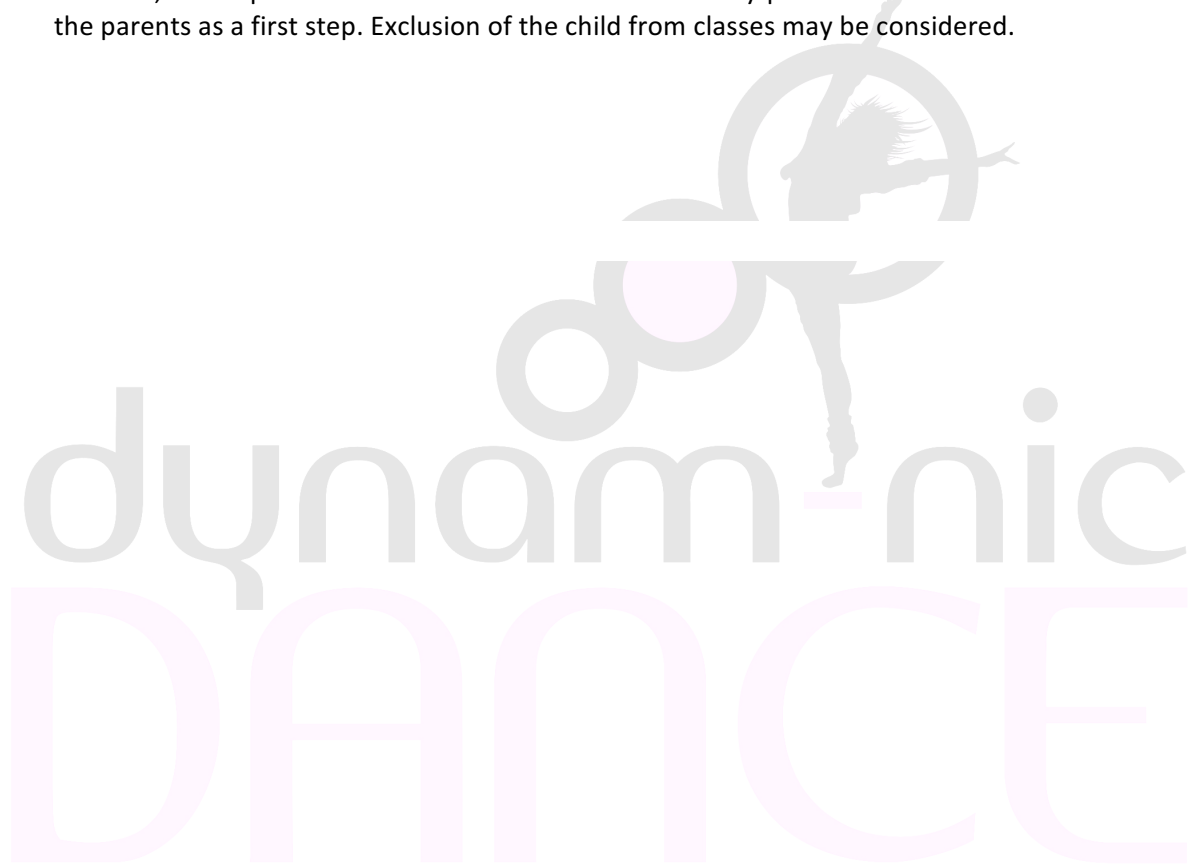 the parents as a first step. Exclusion of the child from classes may be considered.
dynam-nic
DANCE